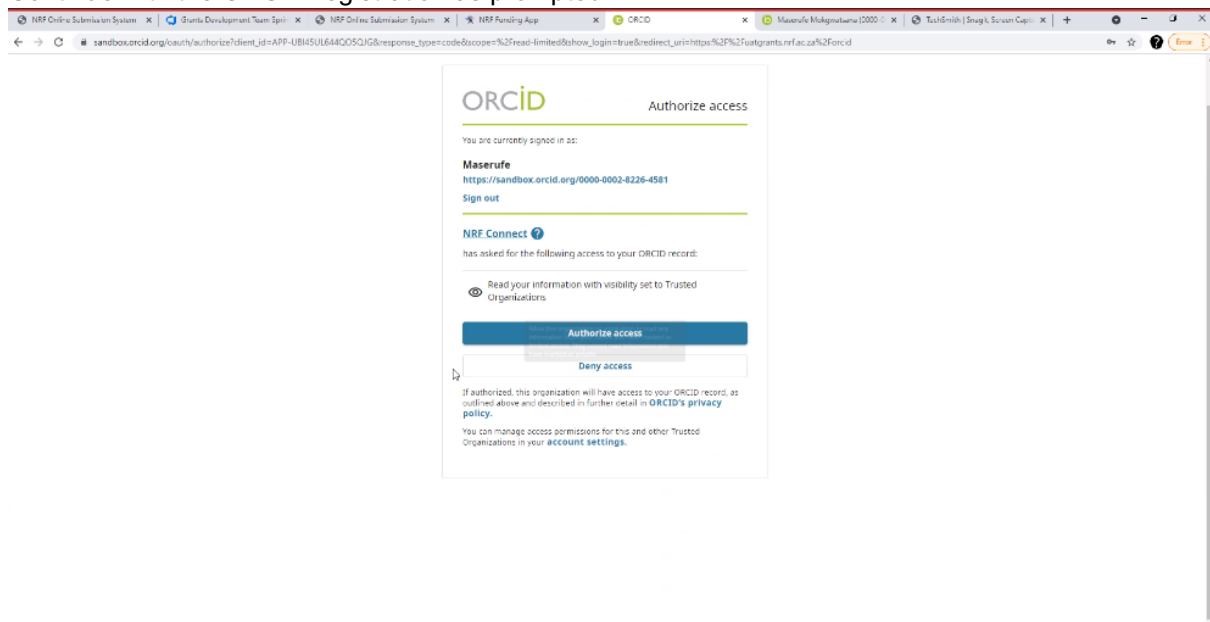 NRF Online Submission System
Grants Development Team Sprin
NRF Online Submission System
NRF Funding App
ORCID
Maserufe Mokgwatsana (0000-0
TechSmith | Snagit, Screen Captu
sandbox.orcid.org/oauth/authorize?client_id=APP-UBI45UL644QO5QJG&response_type=code&scope=%2Fread-limited&show_login=true&redirect_uri=https:%2F%2Fuatgrants.nrf.ac.za%2Forcid
Error
ORCID
Authorize access
You are currently signed in as:
Maserufe
https://sandbox.orcid.org/0000-0002-8226-4581
Sign out
NRF Connect ?
has asked for the following access to your ORCID record:
Read your information with visibility set to Trusted
Organizations
Authorize access
Deny access
If authorized, this organization will have access to your ORCID record, as
outlined above and described in further detail in ORCID's privacy
policy.
You can manage access permissions for this and other Trusted
Organizations in your account settings.